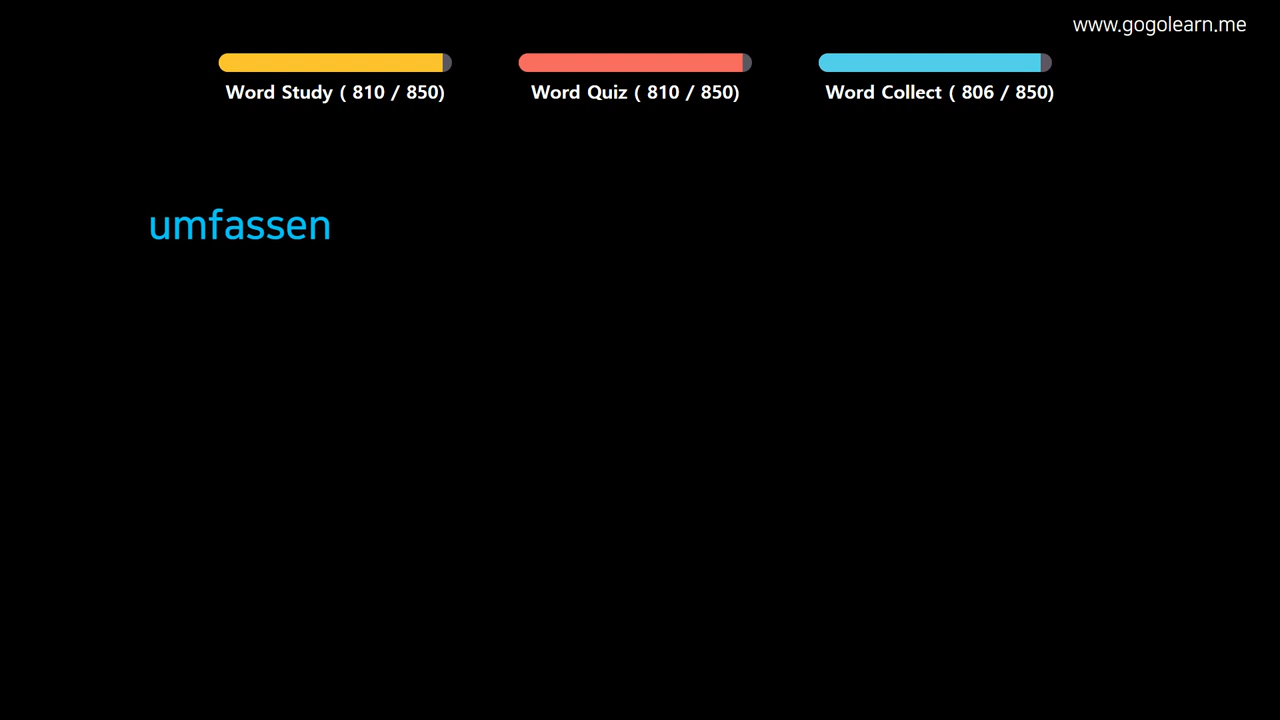 www.gogolearn.me
Word Study ( 810 / 850)
Word Quiz ( 810 / 850)
Word Collect ( 806 / 850)
umfassen